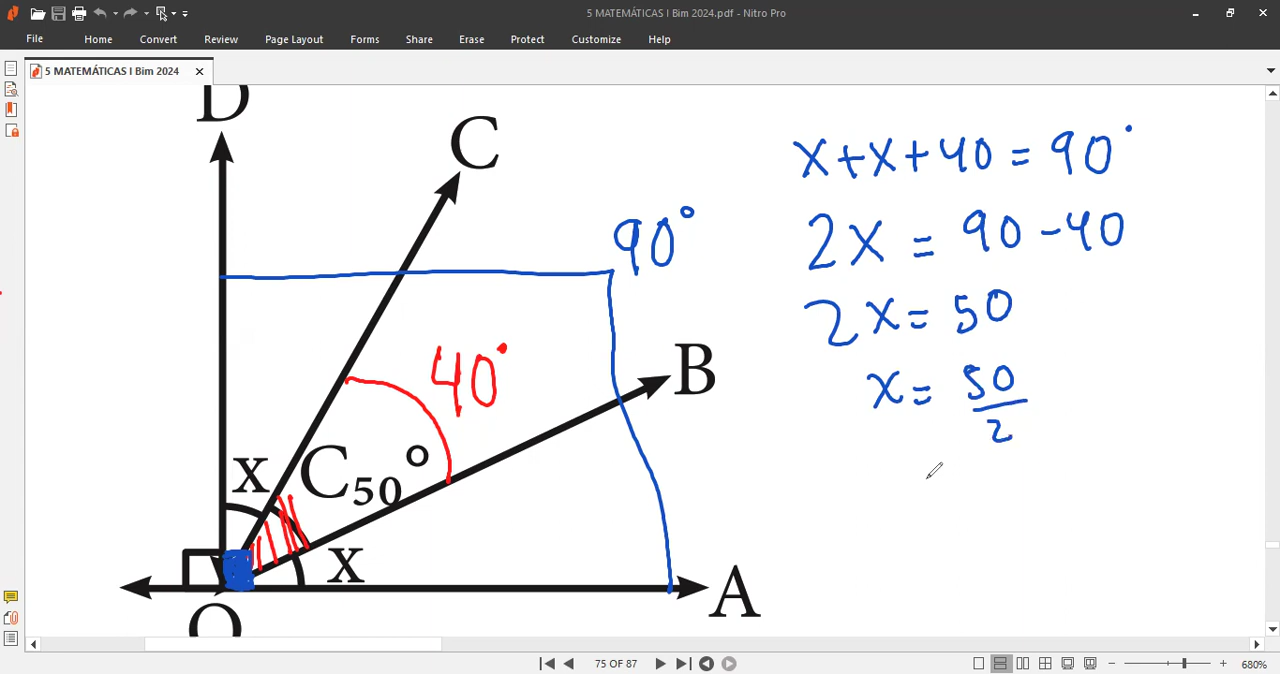 5 MATEMÁTICAS I Bim 2024.pdf - Nitro Pro
File Home Convert Review Page Layout Forms Share Erase Protect Customize Help
5 MATEMÁTICAS I Bim 2024 ×
D
C
90°
40°
B
x C50°
x
A
O
x+x+40=90°
2x = 90-40
2x=50
x= 50
2
75 OF 87
680%